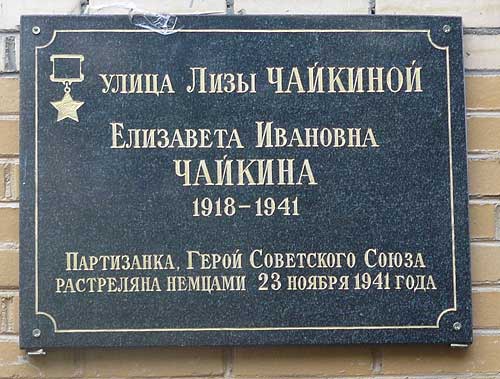 улица Лизы ЧАЙКИНОЙ
Елизавета Ивановна
ЧАЙКИНА
1918-1941
Партизанка, Герой Советского Союза
растреляна немцами 23 ноября 1941 года